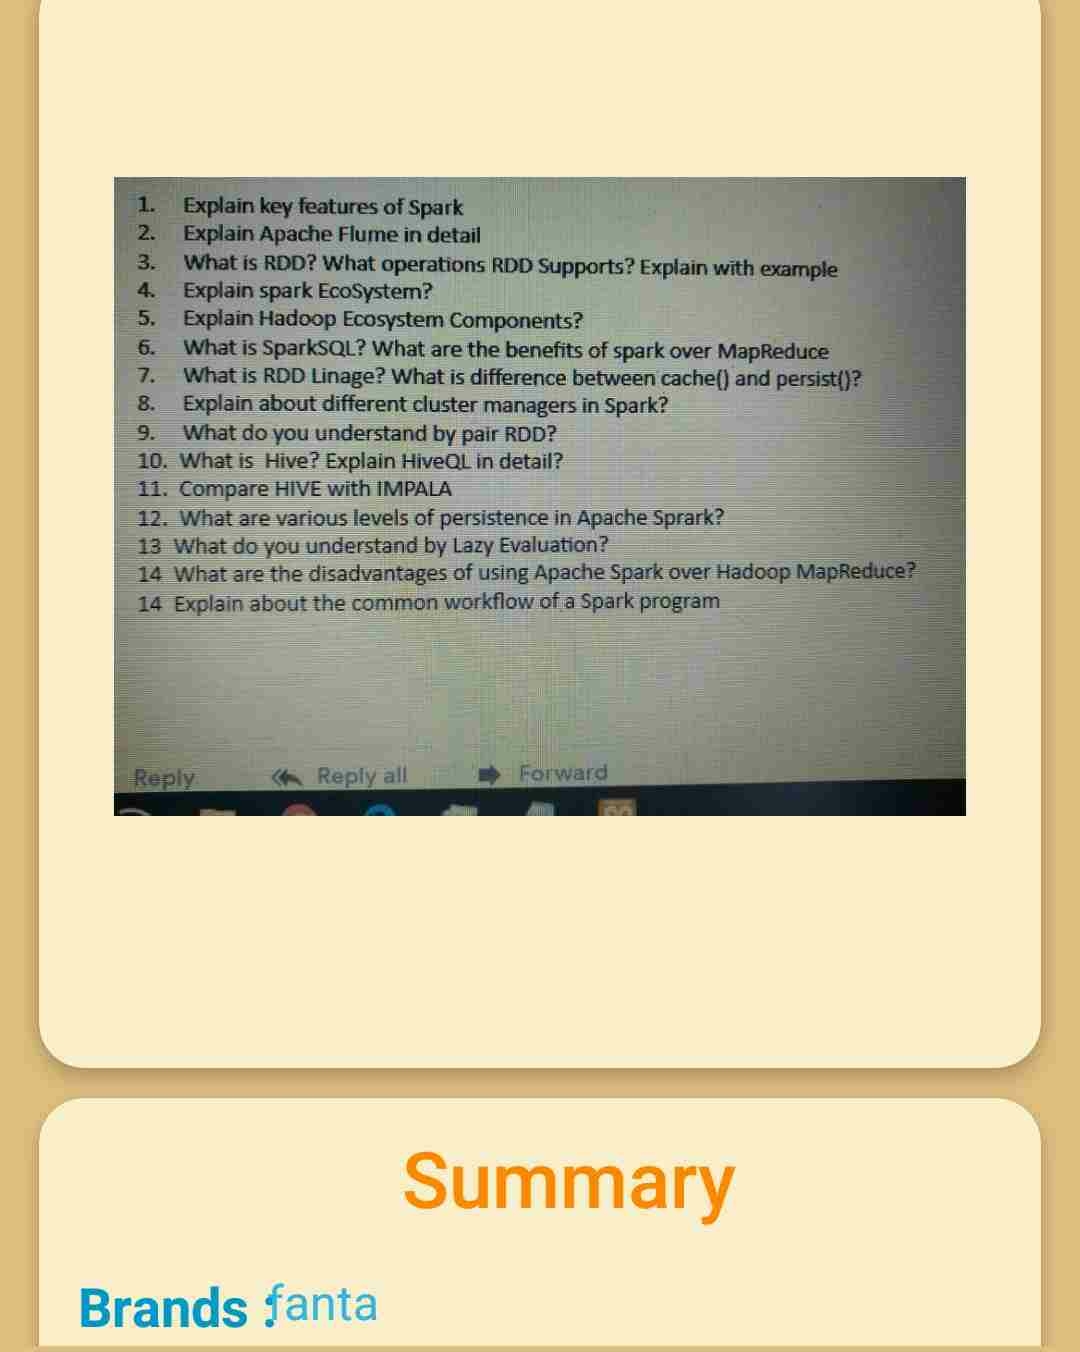 1. Explain key features of Spark
2. Explain Apache Flume in detail
3. What is RDD? What operations RDD Supports? Explain with example
4. Explain spark EcoSystem?
5. Explain Hadoop Ecosystem Components?
6. What is SparkSQL? What are the benefits of spark over MapReduce
7. What is RDD Linage? What is difference between cache() and persist()?
8. Explain about different cluster managers in Spark?
9. What do you understand by pair RDD?
10. What is Hive? Explain HiveQL in detail?
11. Compare HIVE with IMPALA
12. What are various levels of persistence in Apache Sprark?
13 What do you understand by Lazy Evaluation?
14 What are the disadvantages of using Apache Spark over Hadoop MapReduce?
14 Explain about the common workflow of a Spark program
Reply Reply all Forward
Summary
Brands : fanta